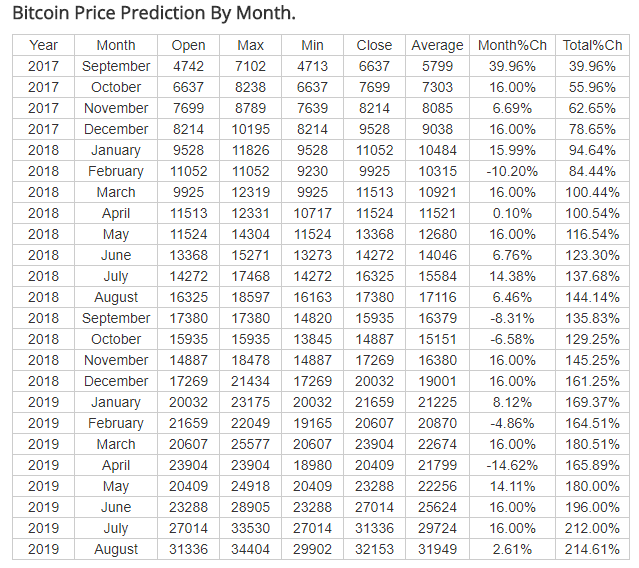 Bitcoin Price Prediction By Month.
Year Month Open Max Min Close Average Month%Ch Total%Ch
2017 September 4742 7102 4713 6637 5799 39.96% 39.96%
2017 October 6637 8238 6637 7699 7303 16.00% 55.96%
2017 November 7699 8789 7639 8214 8085 6.69% 62.65%
2017 December 8214 10195 8214 9528 9038 16.00% 78.65%
2018 January 9528 11826 9528 11052 10484 15.99% 94.64%
2018 February 11052 11052 9230 9925 10315 -10.20% 84.44%
2018 March 9925 12319 9925 11513 10921 16.00% 100.44%
2018 April 11513 12331 10717 11524 11521 0.10% 100.54%
2018 May 11524 14304 11524 13368 12680 16.00% 116.54%
2018 June 13368 15271 13273 14272 14046 6.76% 123.30%
2018 July 14272 17468 14272 16325 15584 14.38% 137.68%
2018 August 16325 18597 16163 17380 17116 6.46% 144.14%
2018 September 17380 17380 14820 15935 16379 -8.31% 135.83%
2018 October 15935 15935 13845 14887 15151 -6.58% 129.25%
2018 November 14887 18478 14887 17269 16380 16.00% 145.25%
2018 December 17269 21434 17269 20032 19001 16.00% 161.25%
2019 January 20032 23175 20032 21659 21225 8.12% 169.37%
2019 February 21659 22049 19165 20607 20870 -4.86% 164.51%
2019 March 20607 25577 20607 23904 22674 16.00% 180.51%
2019 April 23904 23904 18980 20409 21799 -14.62% 165.89%
2019 May 20409 24918 20409 23288 22256 14.11% 180.00%
2019 June 23288 28905 23288 27014 25624 16.00% 196.00%
2019 July 27014 33530 27014 31336 29724 16.00% 212.00%
2019 August 31336 34404 29902 32153 31949 2.61% 214.61%